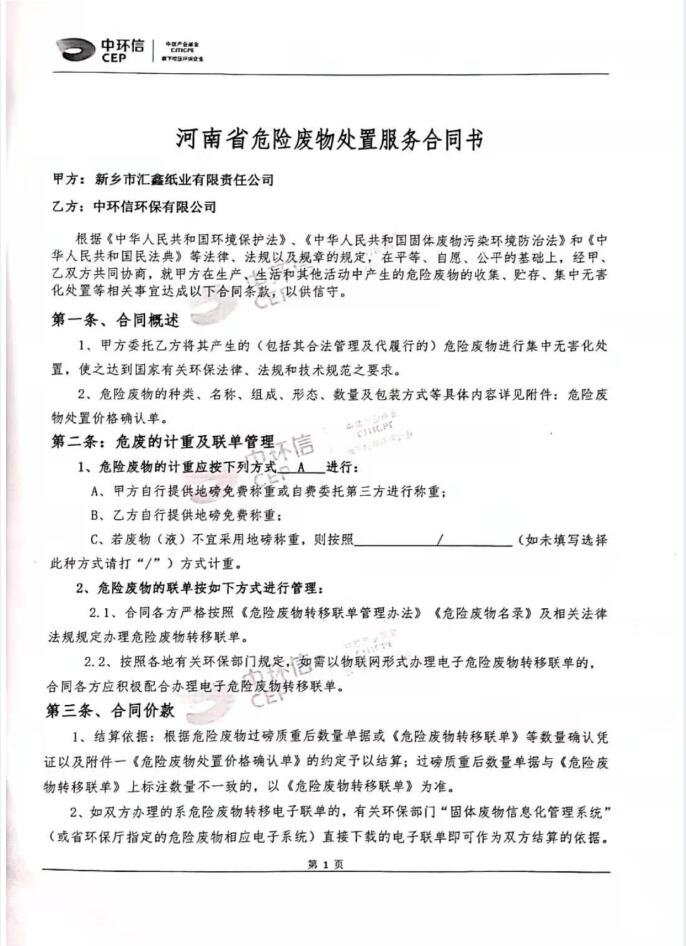 中环信
CEP
中信产业基金
CITICPE
旗下控股环保企业
河南省危险废物处置服务合同书
甲方：新乡市汇鑫纸业有限责任公司
乙方：中环信环保有限公司
根据《中华人民共和国环境保护法》、《中华人民共和国固体废物污染环境防治法》和《中
华人民共和国民法典》等法律、法规以及规章的规定，在平等、自愿、公平的基础上，经甲、
乙双方共同协商，就甲方在生产、生活和其他活动中产生的危险废物的收集、贮存、集中无害
化处置等相关事宜达成以下合同条款，以供信守。
第一条、合同概述
1、甲方委托乙方将其产生的（包括其合法管理及代履行的）危险废物进行集中无害化处
置，使之达到国家有关环保法律、法规和技术规范之要求。
2、危险废物的种类、名称、组成、形态、数量及包装方式等具体内容详见附件：危险废
物处置价格确认单。
第二条：危废的计重及联单管理
1、危险废物的计重应按下列方式 A 进行：
A、甲方自行提供地磅免费称重或自费委托第三方进行称重；
B、乙方自行提供地磅免费称重；
C、若废物（液）不宜采用地磅称重，则按照 / （如未填写选择
此种方式请打“/”）方式计重。
2、危险废物的联单按如下方式进行管理：
2.1、合同各方严格按照《危险废物转移联单管理办法》《危险废物名录》及相关法律
法规规定办理危险废物转移联单。
2.2、按照各地有关环保部门规定，如需以物联网形式办理电子危险废物转移联单的，
合同各方应积极配合办理电子危险废物转移联单。
第三条、合同价款
1、结算依据：根据危险废物过磅质重后数量单据或《危险废物转移联单》等数量确认凭
证以及附件一《危险废物处置价格确认单》的约定予以结算；过磅质重后数量单据与《危险废
物转移联单》上标注数量不一致的，以《危险废物转移联单》为准。
2、如双方办理的系危险废物转移电子联单的，有关环保部门“固体废物信息化管理系统”
（或省环保厅指定的危险废物相应电子系统）直接下载的电子联单即可作为双方结算的依据。
第 1 页